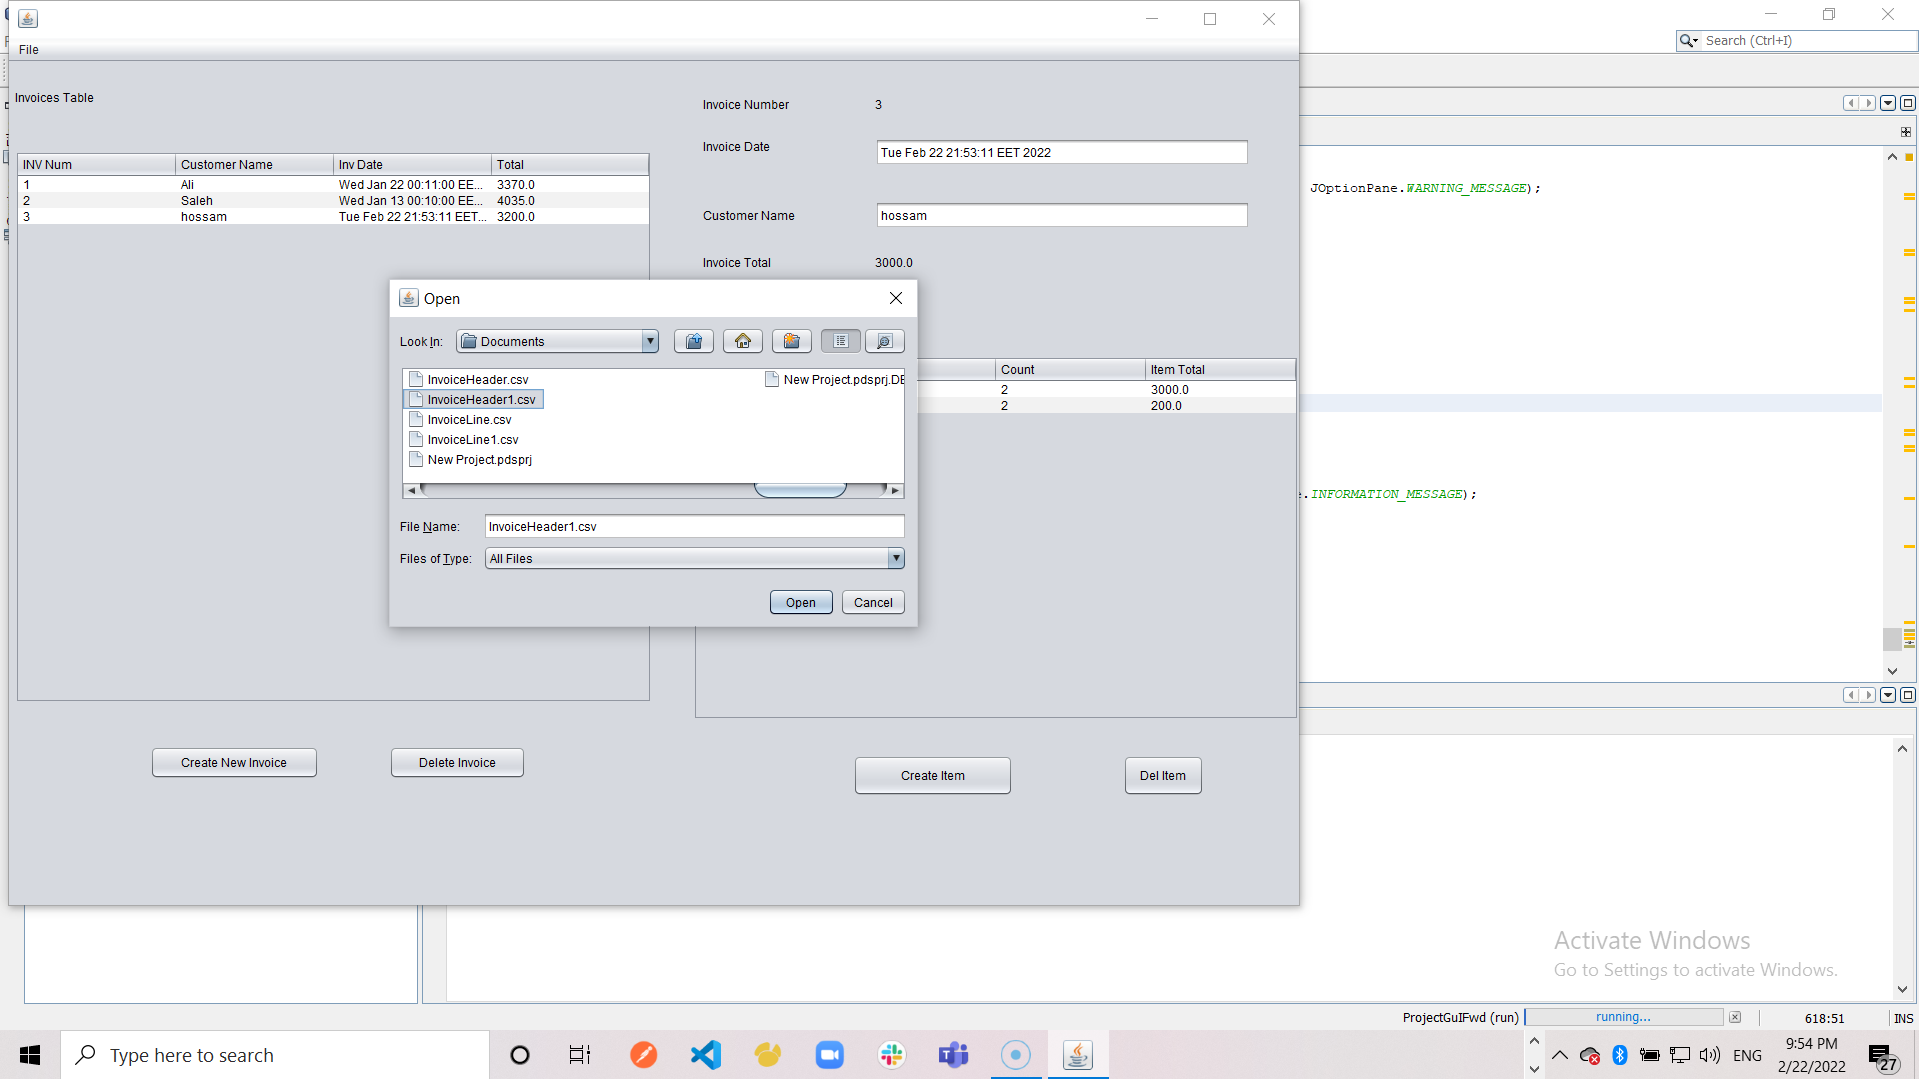 File
Search (Ctrl+I)
Invoices Table
INV Num Customer Name Inv Date Total
1 Ali Wed Jan 22 00:11:00 EE... 3370.0
2 Saleh Wed Jan 13 00:10:00 EE... 4035.0
3 hossam Tue Feb 22 21:53:11 EET... 3200.0
Invoice Number 3
Invoice Date Tue Feb 22 21:53:11 EET 2022
Customer Name hossam
Invoice Total 3000.0
Count Item Total
2 3000.0
2 200.0
Open
Look In: Documents
InvoiceHeader.csv
InvoiceHeader1.csv
InvoiceLine.csv
InvoiceLine1.csv
New Project.pdsprj
New Project.pdsprj.DE
File Name: InvoiceHeader1.csv
Files of Type: All Files
Open Cancel
Create New Invoice Delete Invoice
Create Item Del Item
JOptionPane.WARNING_MESSAGE);
.INFORMATION_MESSAGE);
Activate Windows
Go to Settings to activate Windows.
ProjectGuIFwd (run) running... 618:51 INS
Type here to search
ENG
9:54 PM
2/22/2022
27